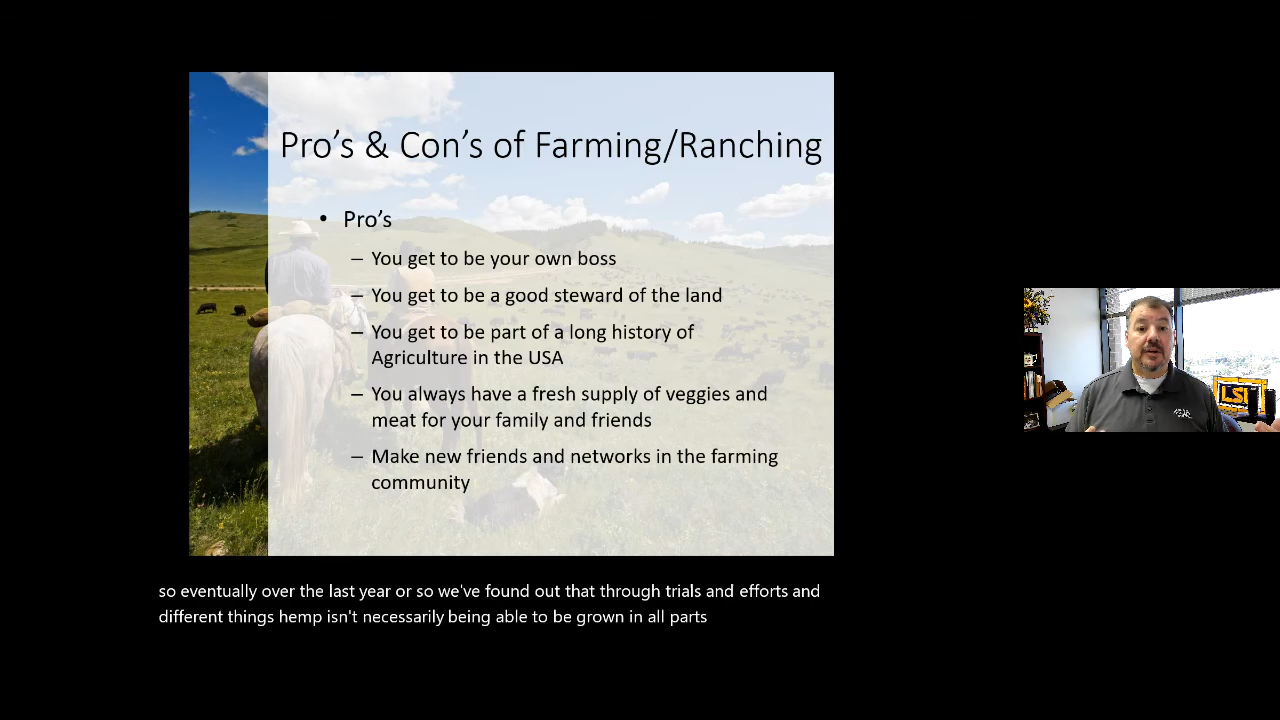 Pro's & Con's of Farming/Ranching
• Pro's
– You get to be your own boss
– You get to be a good steward of the land
– You get to be part of a long history of
Agriculture in the USA
– You always have a fresh supply of veggies and
meat for your family and friends
– Make new friends and networks in the farming
community
LSI
so eventually over the last year or so we've found out that through trials and efforts and
different things hemp isn't necessarily being able to be grown in all parts